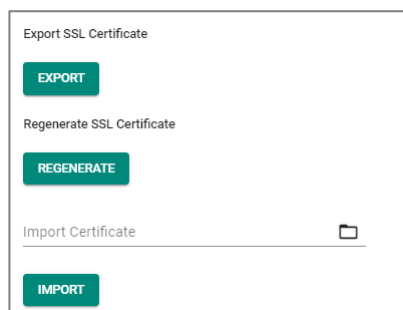 Export SSL Certificate
EXPORT
Regenerate SSL Certificate
REGENERATE
Import Certificate
IMPORT